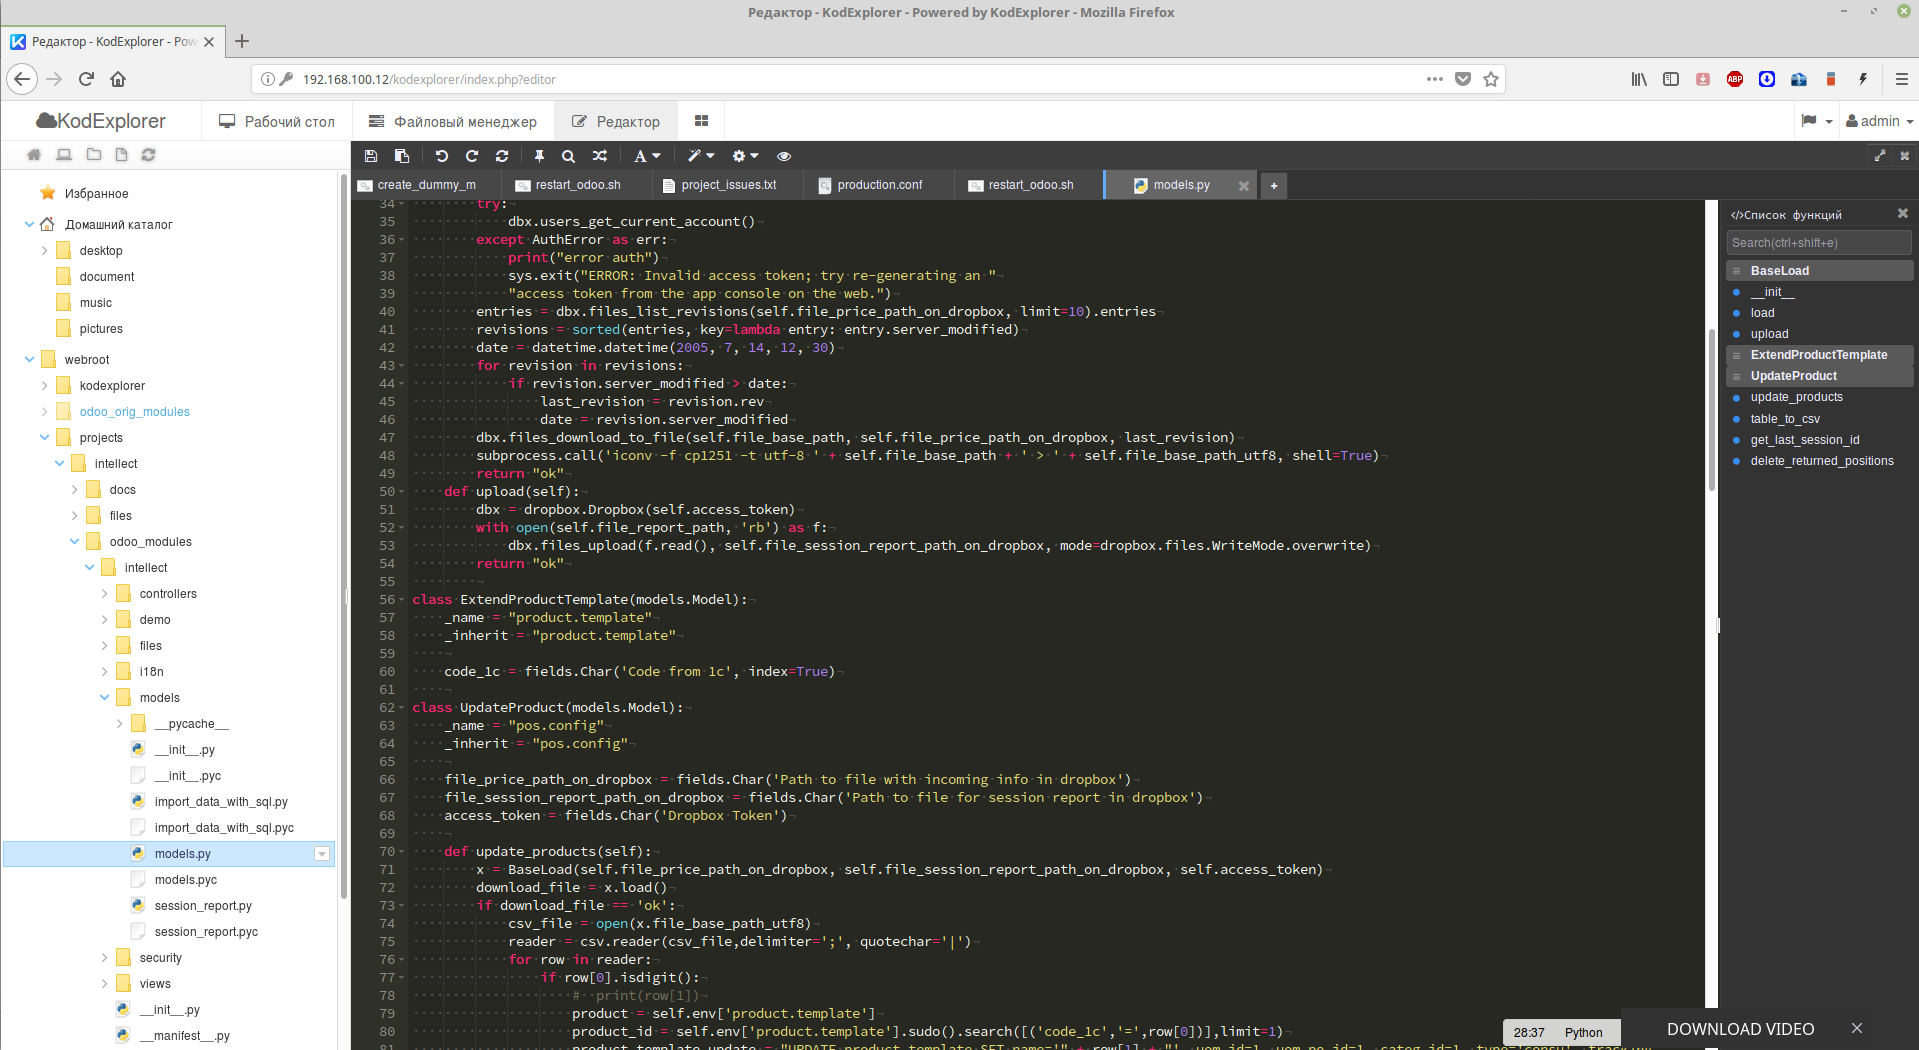 Редактор - KodExplorer - Powered by KodExplorer - Mozilla Firefox
Редактор - KodExplorer - Pow
192.168.100.12/kodexplorer/index.php?editor
ABP
KodExplorer
Рабочий стол
Файловый менеджер
Редактор
admin
Избранное
Домашний каталог
desktop
document
music
pictures
webroot
kodexplorer
odoo_orig_modules
projects
intellect
docs
files
odoo_modules
intellect
controllers
demo
files
i18n
models
__pycache__
__init__.py
__init__.pyc
import_data_with_sql.py
import_data_with_sql.pyc
models.py
models.pyc
session_report.py
session_report.pyc
security
views
__init__.py
__manifest__.py
create_dummy_m
restart_odoo.sh
project_issues.txt
production.conf
restart_odoo.sh
models.py
34 try:
35 dbx.users_get_current_account()
36 except AuthError as err:
37 print("error auth")
38 sys.exit("ERROR: Invalid access token; try re-generating an "
39 "access token from the app console on the web.")
40 entries = dbx.files_list_revisions(self.file_price_path_on_dropbox, limit=10).entries
41 revisions = sorted(entries, key=lambda entry: entry.server_modified)
42 date = datetime.datetime(2005, 7, 14, 12, 30)
43 for revision in revisions:
44 if revision.server_modified > date:
45 last_revision = revision.rev
46 date = revision.server_modified
47 dbx.files_download_to_file(self.file_base_path, self.file_price_path_on_dropbox, last_revision)
48 subprocess.call('iconv -f cp1251 -t utf-8 ' + self.file_base_path + ' > ' + self.file_base_path_utf8, shell=True)
49 return "ok"
50 def upload(self):
51 dbx = dropbox.Dropbox(self.access_token)
52 with open(self.file_report_path, 'rb') as f:
53 dbx.files_upload(f.read(), self.file_session_report_path_on_dropbox, mode=dropbox.files.WriteMode.overwrite)
54 return "ok"
55
56 class ExtendProductTemplate(models.Model):
57 _name = "product.template"
58 _inherit = "product.template"
59
60 code_1c = fields.Char('Code from 1c', index=True)
61
62 class UpdateProduct(models.Model):
63 _name = "pos.config"
64 _inherit = "pos.config"
65
66 file_price_path_on_dropbox = fields.Char('Path to file with incoming info in dropbox')
67 file_session_report_path_on_dropbox = fields.Char('Path to file for session report in dropbox')
68 access_token = fields.Char('Dropbox Token')
69
70 def update_products(self):
71 x = BaseLoad(self.file_price_path_on_dropbox, self.file_session_report_path_on_dropbox, self.access_token)
72 download_file = x.load()
73 if download_file == 'ok':
74 csv_file = open(x.file_base_path_utf8)
75 reader = csv.reader(csv_file,delimiter=';', quotechar='|')
76 for row in reader:
77 if row[0].isdigit():
78 # print(row[1])
79 product = self.env['product.template']
80 product_id = self.env['product.template'].sudo().search([('code_1c','=',row[0])],limit=1)
81 product_template_update = "UPDATE product_template SET name='" + row[1] + "', uom_id=1, uom_po_id=1, categ_id=1, type='consu',
</>Список функций
Search(ctrl+shift+e)
BaseLoad
__init__
load
upload
ExtendProductTemplate
UpdateProduct
update_products
table_to_csv
get_last_session_id
delete_returned_positions
28:37 Python
DOWNLOAD VIDEO